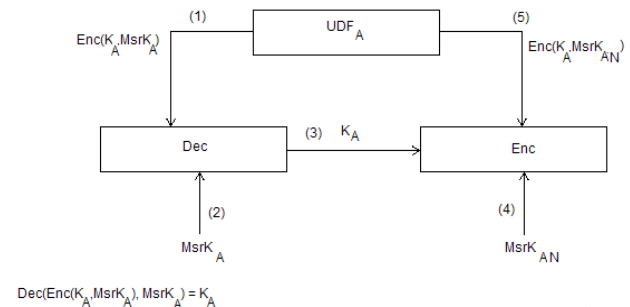 (1)
(5)
UDF_A
Enc(K_A,MsrK_A)
Enc(K_A,MsrK_AN)
(3) K_A
Dec
Enc
(2)
(4)
MsrK_A
MsrK_AN
Dec(Enc(K_A,MsrK_A), MsrK_A) = K_A